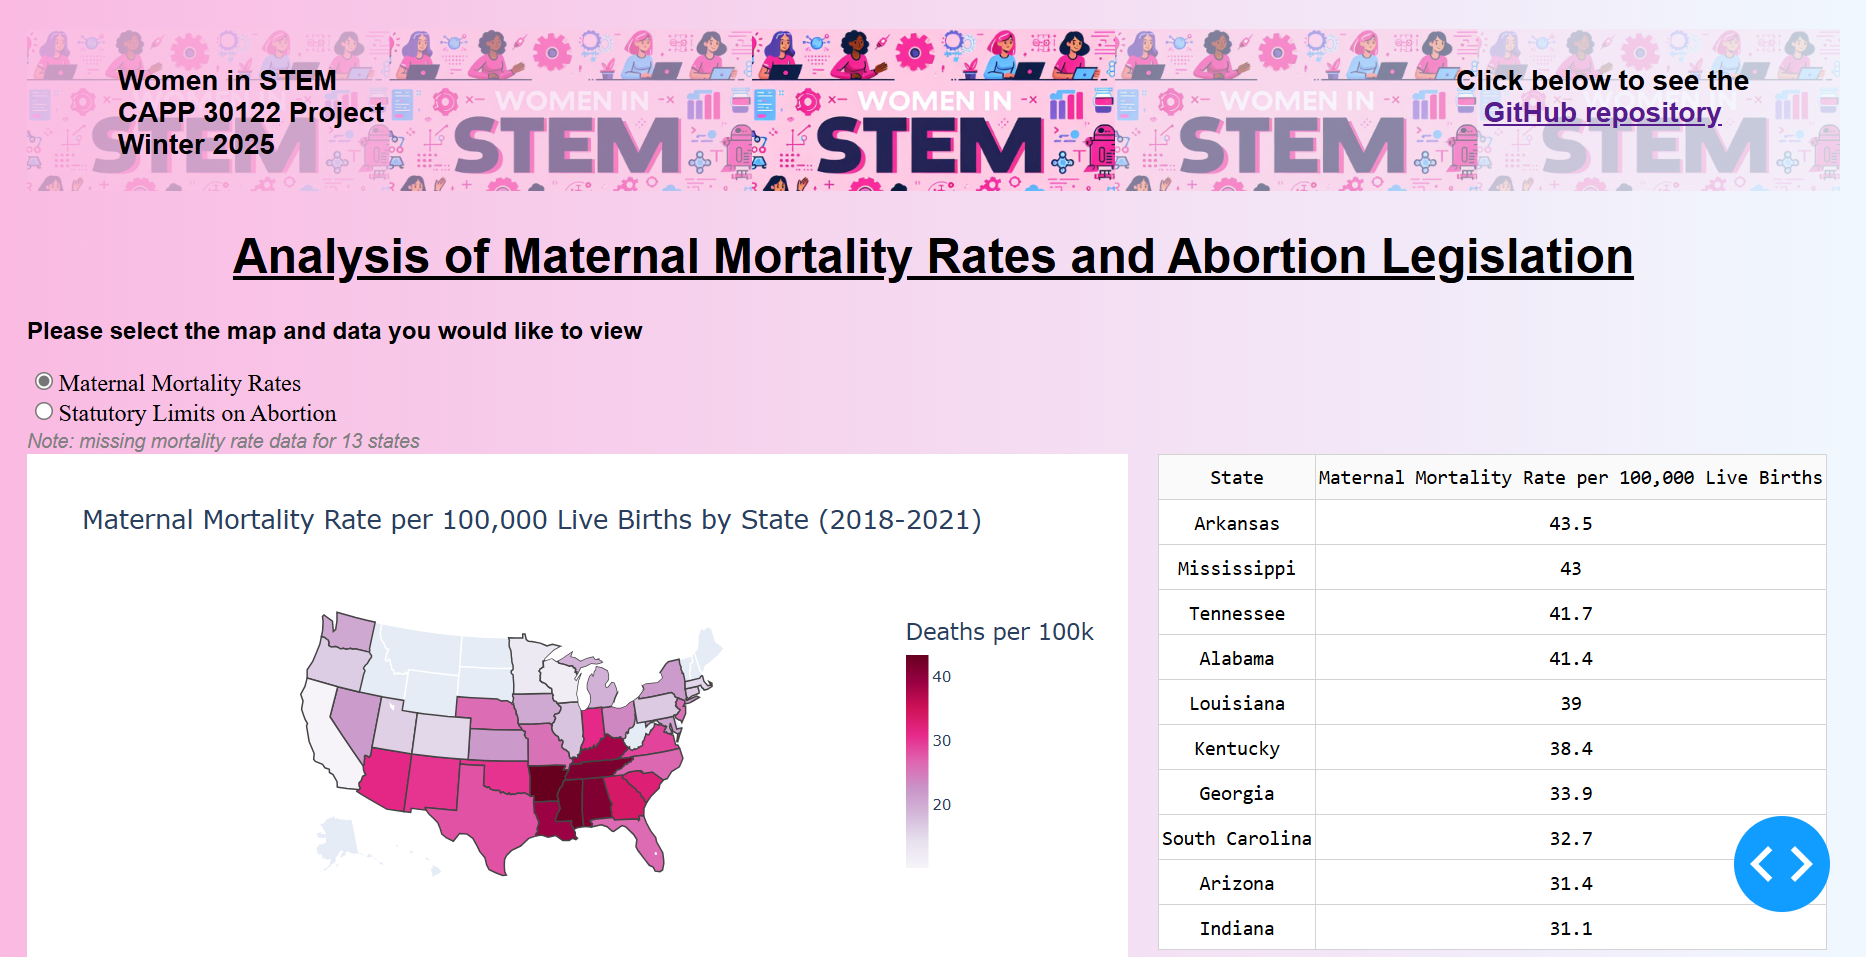 Women in STEM
CAPP 30122 Project
Winter 2025
WOMEN IN
STEM
WOMEN IN
STEM
WOMEN IN
STEM
WOMEN IN
STEM
STEM
Click below to see the
GitHub repository
Analysis of Maternal Mortality Rates and Abortion Legislation
Please select the map and data you would like to view
Maternal Mortality Rates
Statutory Limits on Abortion
Note: missing mortality rate data for 13 states
Maternal Mortality Rate per 100,000 Live Births by State (2018-2021)
Deaths per 100k
40
30
20
State Maternal Mortality Rate per 100,000 Live Births
Arkansas 43.5
Mississippi 43
Tennessee 41.7
Alabama 41.4
Louisiana 39
Kentucky 38.4
Georgia 33.9
South Carolina 32.7
Arizona 31.4
Indiana 31.1